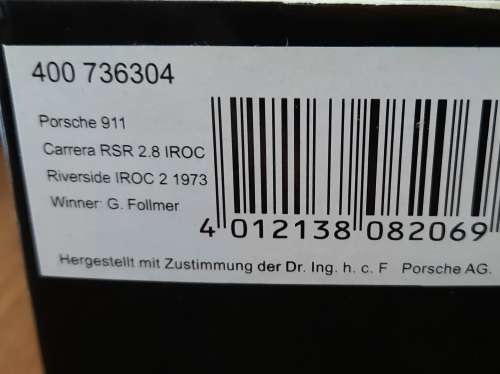 400 736304
Porsche 911
Carrera RSR 2.8 IROC
Riverside IROC 2 1973
Winner: G. Follmer
4 012138 082069
Hergestellt mit Zustimmung der Dr. Ing. h. c. F Porsche AG.